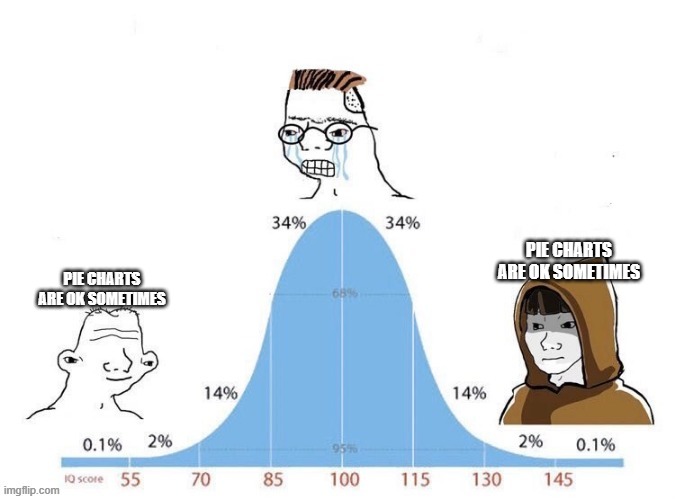 34% 34%
PIE CHARTS
ARE OK SOMETIMES
PIE CHARTS
ARE OK SOMETIMES
68%
14% 14%
0.1% 2% 95% 2% 0.1%
IQ score 55 70 85 100 115 130 145
imgflip.com